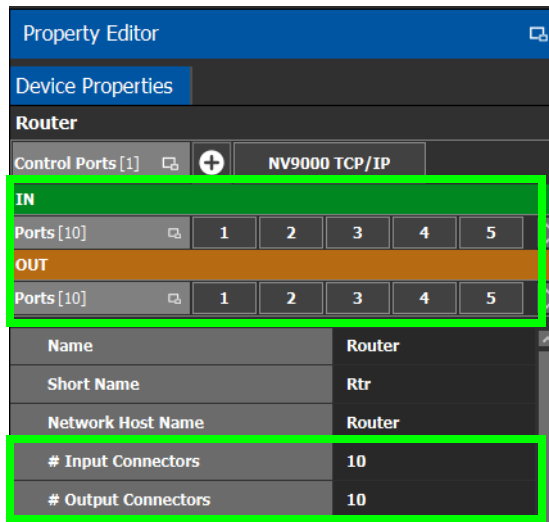 Property Editor
Device Properties
Router
Control Ports [1] NV9000 TCP/IP
IN
Ports [10] 1 2 3 4 5
OUT
Ports [10] 1 2 3 4 5
Name Router
Short Name Rtr
Network Host Name Router
# Input Connectors 10
# Output Connectors 10